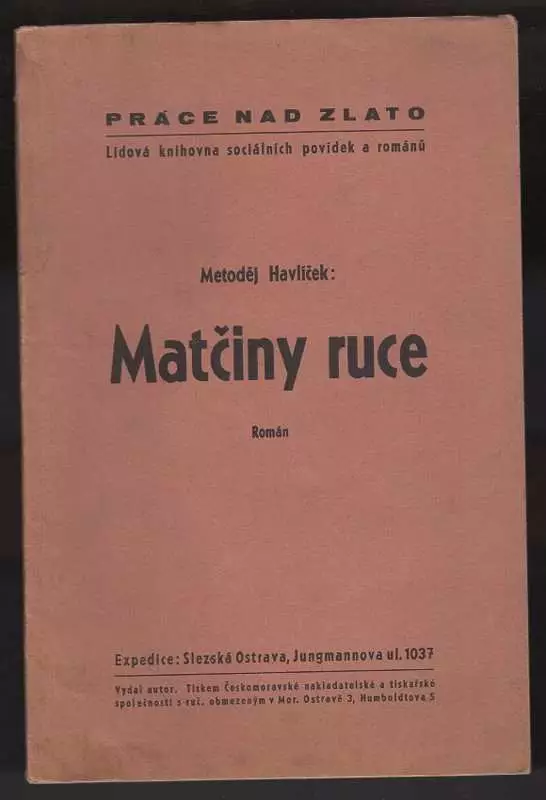 PRÁCE NAD ZLATO
Lidová knihovna sociálních povídek a románů
Metoděj Havlíček:
Matčiny ruce
Román
Expedice: Slezská Ostrava, Jungmannova ul. 1037
Vydal autor. Tiskem Českomoravské nakladatelské a tiskařské
společnosti s ruč. obmezeným v Mor. Ostravě 3, Humboldtova 5